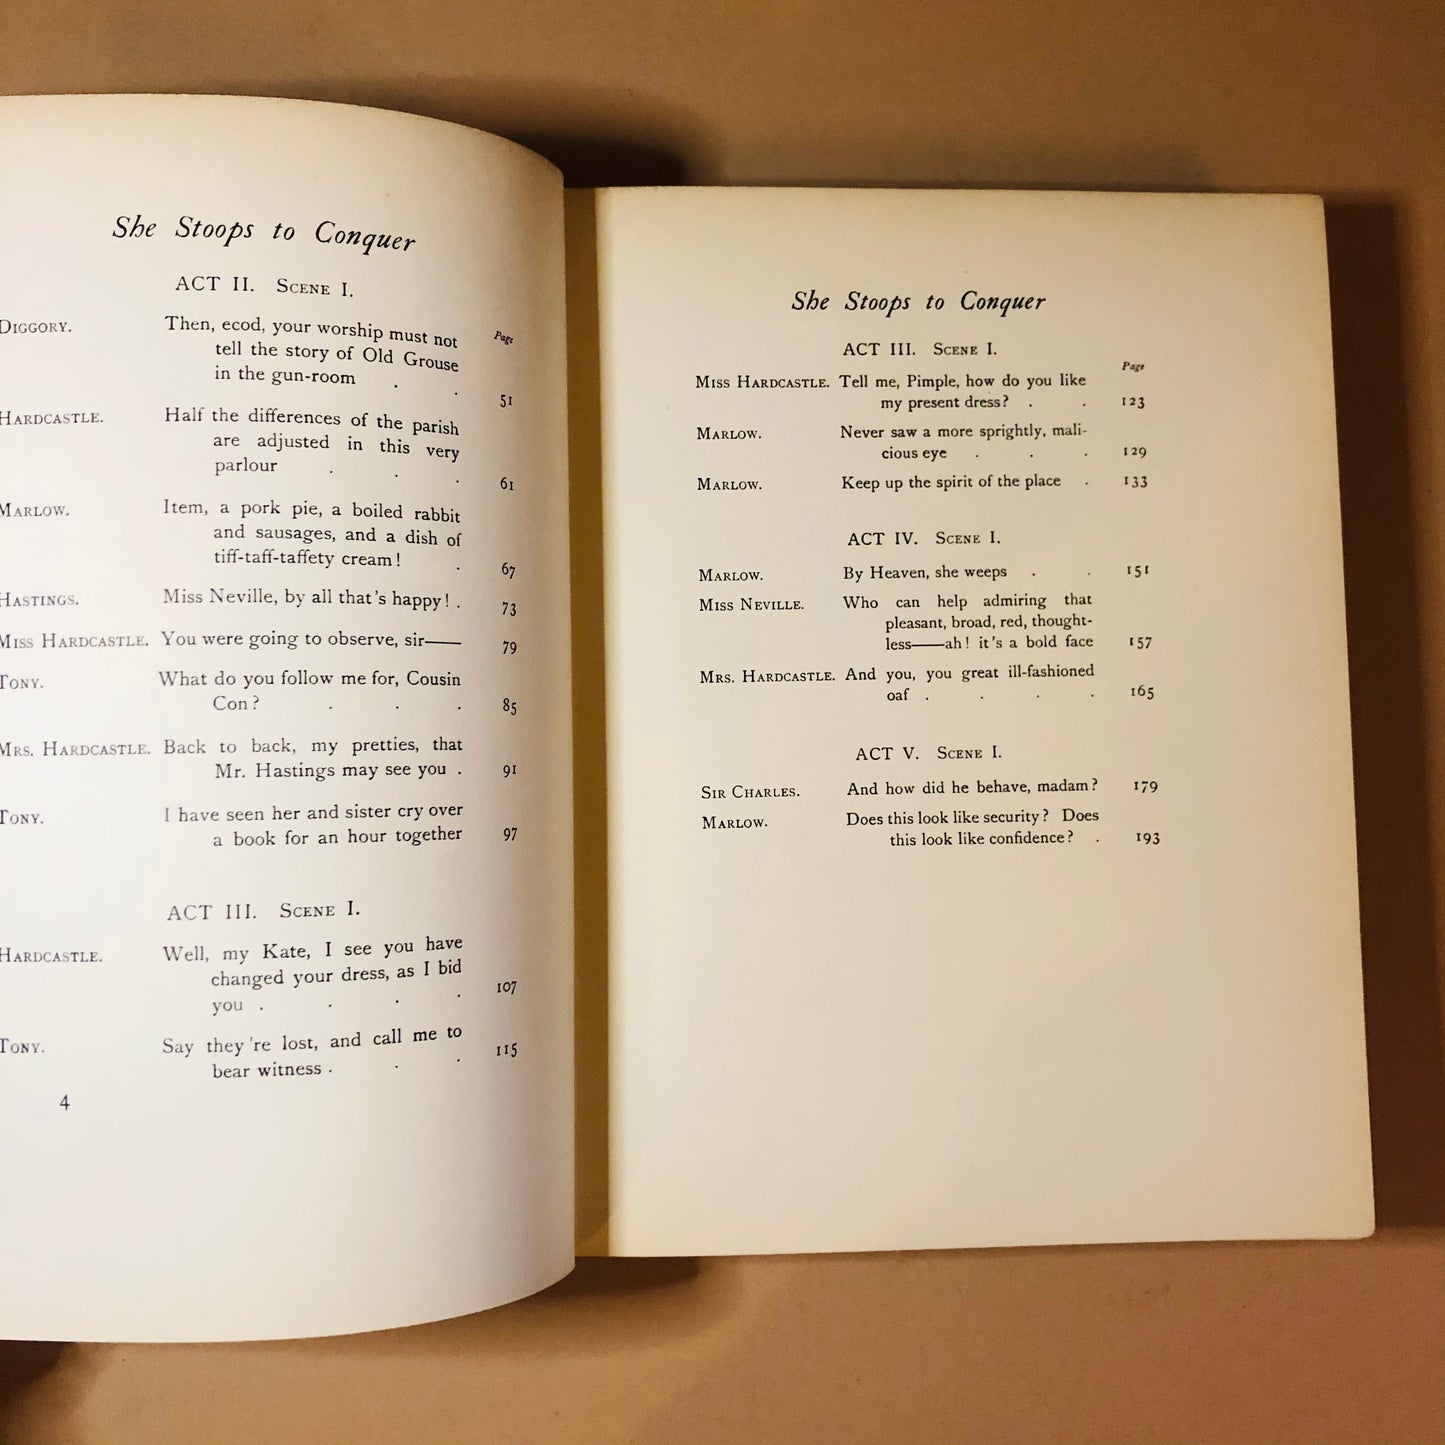 She Stoops to Conquer
ACT II. Scene I.
Page
Diggory. Then, ecod, your worship must not
tell the story of Old Grouse
in the gun-room . . 51
Hardcastle. Half the differences of the parish
are adjusted in this very
parlour . . . 61
Marlow. Item, a pork pie, a boiled rabbit
and sausages, and a dish of
tiff-taff-taffety cream! . 67
Hastings. Miss Neville, by all that's happy! . 73
Miss Hardcastle. You were going to observe, sir—— 79
Tony. What do you follow me for, Cousin
Con? . . . 85
Mrs. Hardcastle. Back to back, my pretties, that
Mr. Hastings may see you . 91
Tony. I have seen her and sister cry over
a book for an hour together 97
ACT III. Scene I.
Hardcastle. Well, my Kate, I see you have
changed your dress, as I bid
you . . . . 107
Tony. Say they're lost, and call me to
bear witness . . . 115
4
She Stoops to Conquer
ACT III. Scene I.
Page
Miss Hardcastle. Tell me, Pimple, how do you like
my present dress? . . 123
Marlow. Never saw a more sprightly, mali-
cious eye . . . 129
Marlow. Keep up the spirit of the place . 133
ACT IV. Scene I.
Marlow. By Heaven, she weeps . . 151
Miss Neville. Who can help admiring that
pleasant, broad, red, thought-
less——ah! it's a bold face 157
Mrs. Hardcastle. And you, you great ill-fashioned
oaf . . . . 165
ACT V. Scene I.
Sir Charles. And how did he behave, madam? 179
Marlow. Does this look like security? Does
this look like confidence? . 193